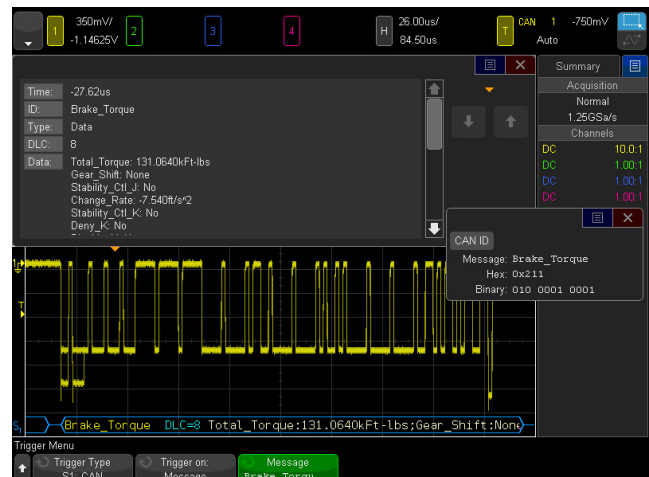 1 350mV/ 2 3 4 H 26.00us/ T CAN 1 -750mV
-1.14625V 84.50us Auto
Summary
Acquisition
Normal
1.25GSa/s
Channels
DC 10.0:1
DC 1.00:1
DC 1.00:1
DC 1.00:1
Time: -27.62us
ID: Brake_Torque
Type: Data
DLC: 8
Data: Total_Torque: 131.0640kFt-lbs
Gear_Shift: None
Stability_Ctl_J: No
Change_Rate: -7.540ft/s^2
Stability_Ctl_K: No
Deny_K: No
CAN ID
Message: Brake_Torque
Hex: 0x211
Binary: 010 0001 0001
1
T
S1 Brake_Torque DLC=8 Total_Torque:131.0640kFt-lbs;Gear_Shift:None
Trigger Menu
Trigger Type Trigger on: Message
S1: CAN Message Brake_Torqu